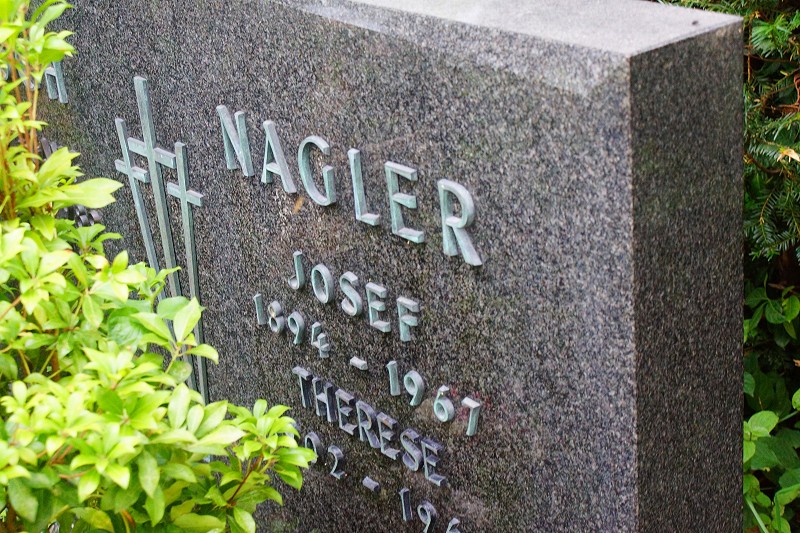 NAGLER
JOSEF
1894 - 1967
THERESE